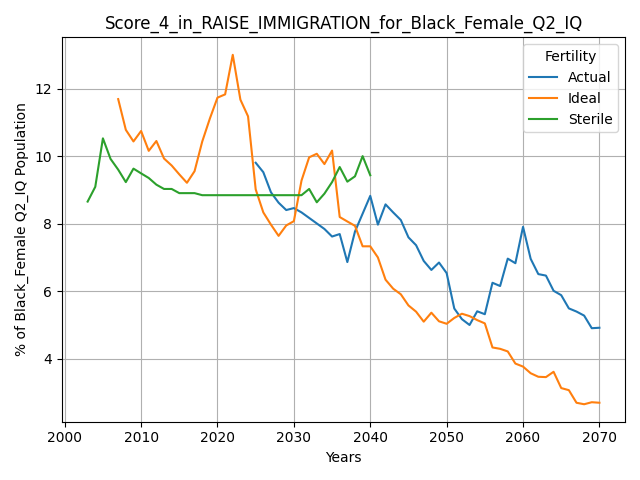 Score_4_in_RAISE_IMMIGRATION_for_Black_Female_Q2_IQ
Fertility
Actual
Ideal
Sterile
% of Black_Female Q2_IQ Population
12
10
8
6
4
2000 2010 2020 2030 2040 2050 2060 2070
Years